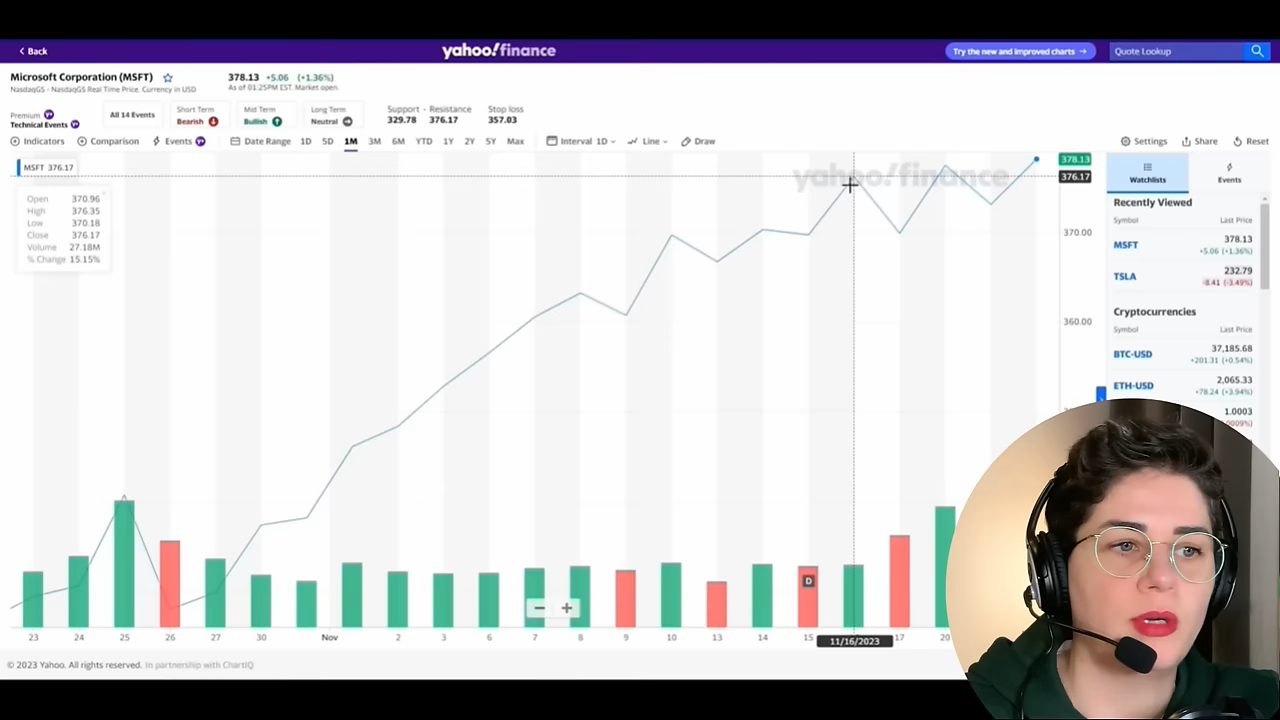 Back
yahoo!finance
Try the new and improved charts →
Quote Lookup
Microsoft Corporation (MSFT)
378.13 +5.06 (+1.36%)
NasdaqGS - NasdaqGS Real Time Price. Currency in USD
As of 01:25PM EST. Market open.
Premium
Technical Events
All 14 Events
Short Term
Bearish
Mid Term
Bullish
Long Term
Neutral
Support - Resistance
329.78 376.17
Stop loss
357.03
Indicators
Comparison
Events
Date Range
1D 5D 1M 3M 6M YTD 1Y 2Y 5Y Max
Interval 1D
Line
Draw
Settings
Share
Reset
MSFT 376.17
yahoo!finance
Open 370.96
High 376.35
Low 370.18
Close 376.17
Volume 27.18M
% Change 15.15%
378.13
376.17
370.00
360.00
Watchlists
Events
Recently Viewed
Symbol Last Price
MSFT 378.13
+5.06 (+1.36%)
TSLA 232.79
-8.41 (-3.49%)
Cryptocurrencies
Symbol Last Price
BTC-USD 37,185.68
+201.31 (+0.54%)
ETH-USD 2,065.33
+78.24 (+3.94%)
1.0003
D
23 24 25 26 27 30 Nov 2 3 6 7 8 9 10 13 14 15 11/16/2023 17 20
© 2023 Yahoo. All rights reserved. In partnership with ChartIQ